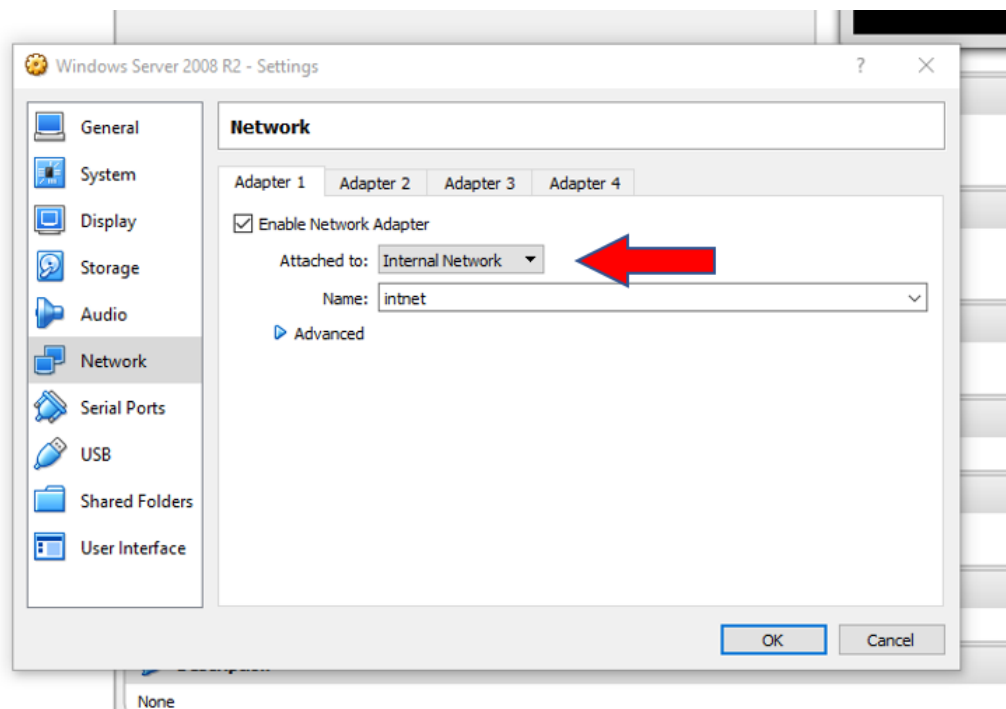 Windows Server 2008 R2 - Settings
?
General
System
Display
Storage
Audio
Network
Serial Ports
USB
Shared Folders
User Interface
Network
Adapter 1 Adapter 2 Adapter 3 Adapter 4
Enable Network Adapter
Attached to: Internal Network
Name: intnet
Advanced
OK Cancel
None